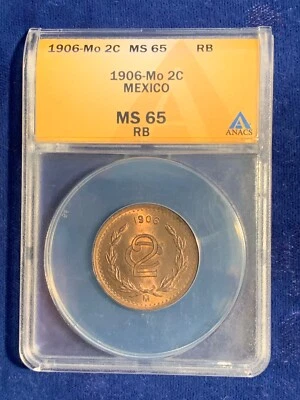 1906-Mo 2C MS 65 RB
1906-Mo 2C
MEXICO
MS 65
RB
ANACS
1906
2
M